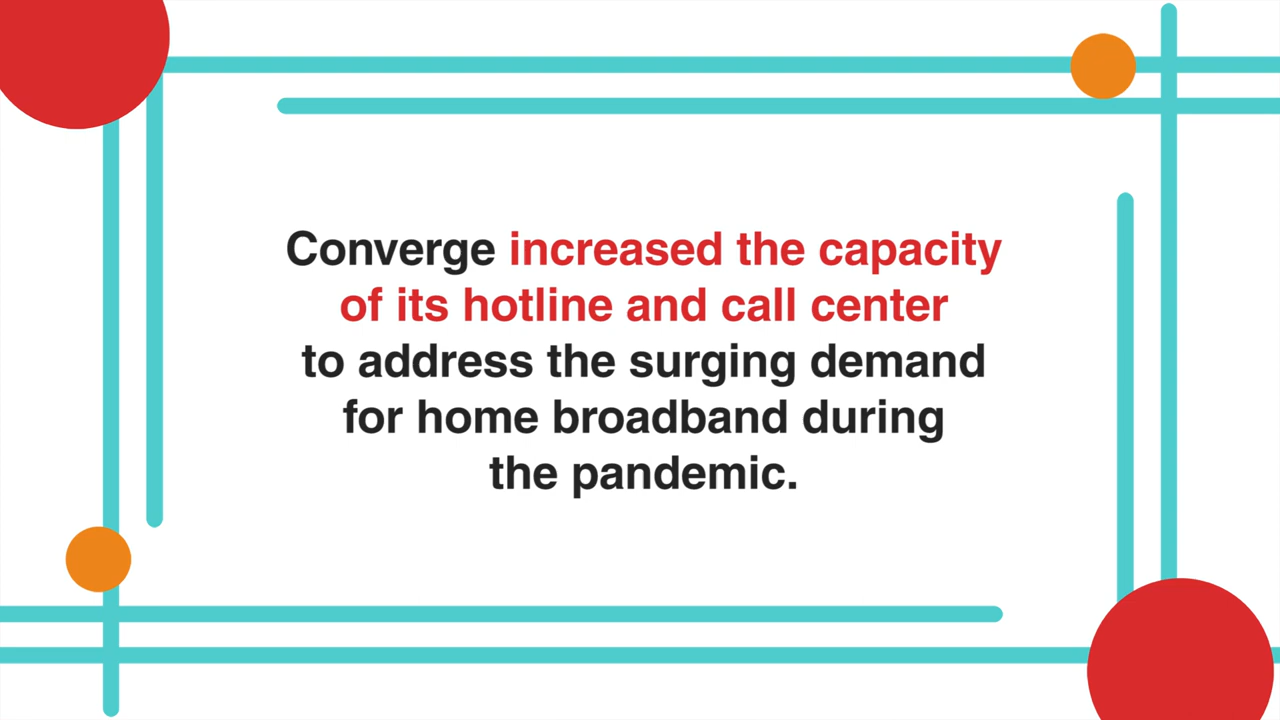 Converge increased the capacity
of its hotline and call center
to address the surging demand
for home broadband during
the pandemic.